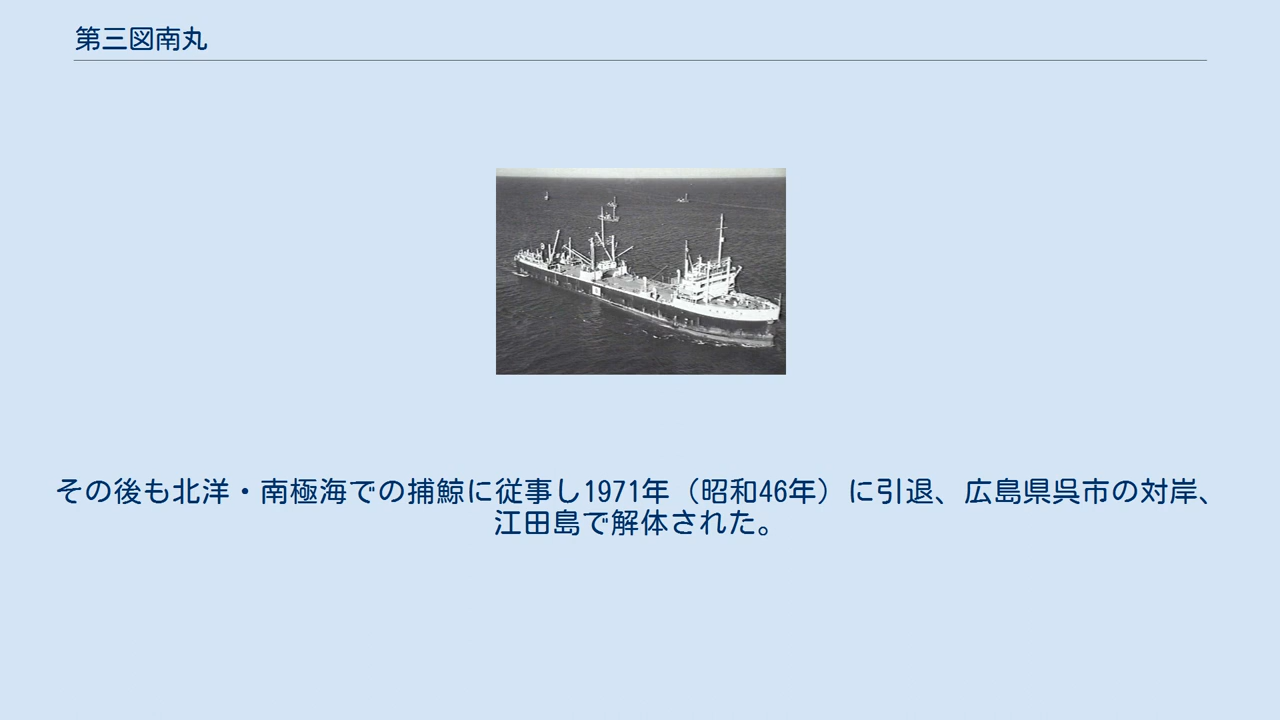 第三図南丸
その後も北洋・南極海での捕鯨に従事し1971年（昭和46年）に引退、広島県呉市の対岸、
江田島で解体された。